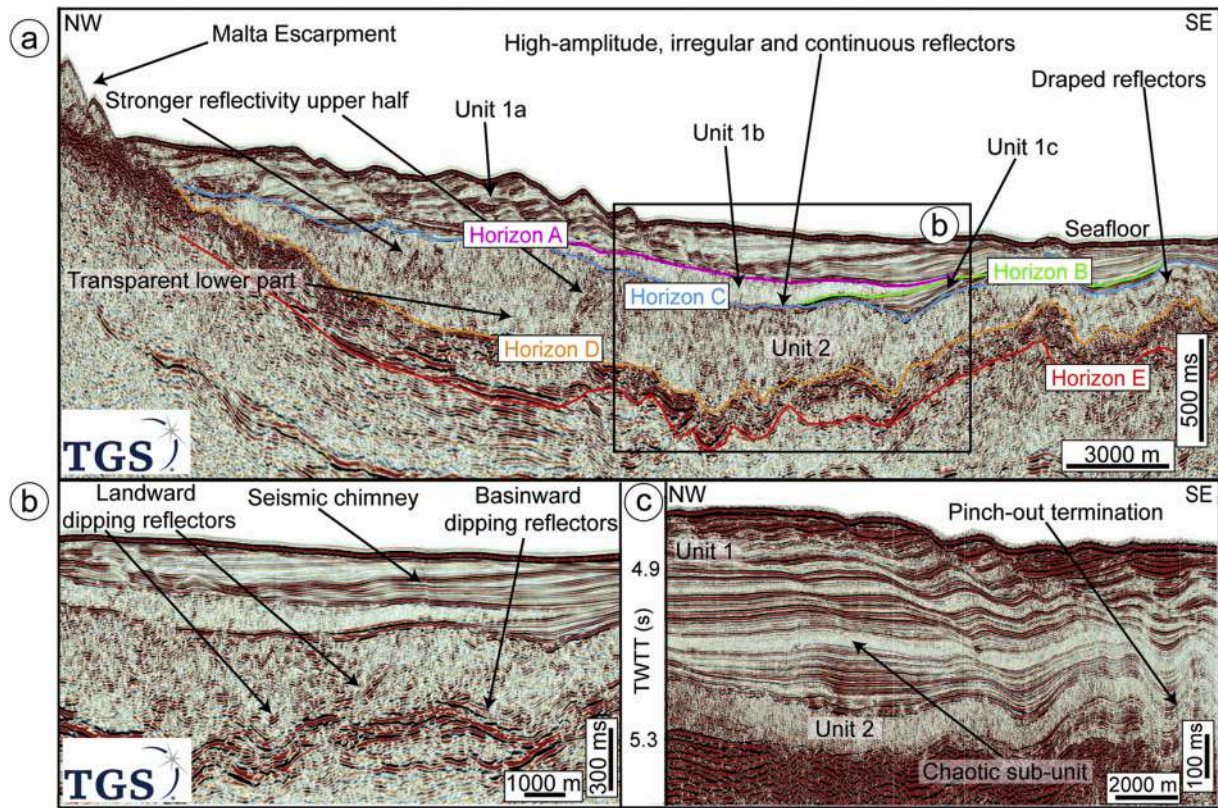 a
NW
SE
Malta Escarpment
High-amplitude, irregular and continuous reflectors
Draped reflectors
Stronger reflectivity upper half
Unit 1a
Unit 1b
Unit 1c
b
Seafloor
Horizon A
Horizon B
Transparent lower part
Horizon C
Horizon D
Unit 2
Horizon E
500 ms
TGS
3000 m
b
Landward
dipping reflectors
Seismic chimney
Basinward
dipping reflectors
TGS
1000 m
300 ms
c
NW
SE
Pinch-out termination
Unit 1
4.9
TWTT (s)
5.3
Unit 2
Chaotic sub-unit
2000 m
100 ms